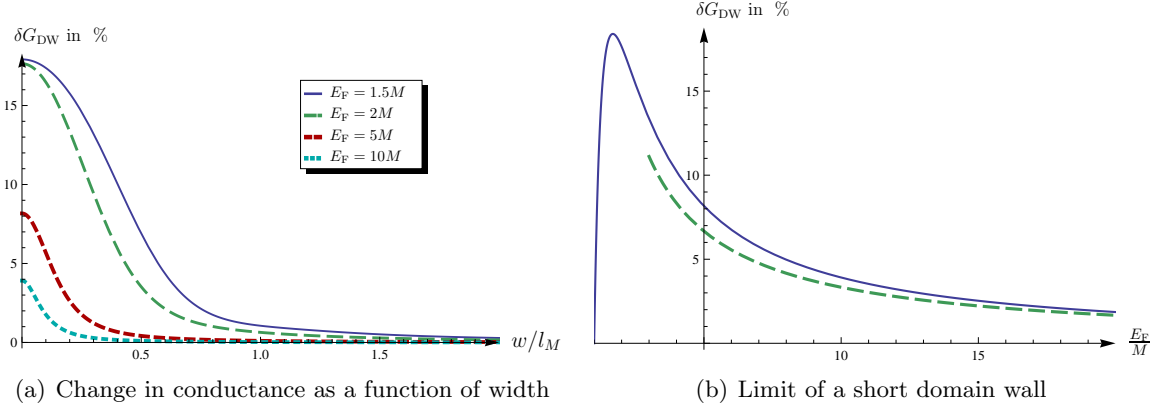 δG_DW in %
15
10
5
0
0.5
1.0
1.5
w/l_M
E_F = 1.5M
E_F = 2M
E_F = 5M
E_F = 10M
(a) Change in conductance as a function of width
δG_DW in %
15
10
5
10
15
E_F/M
(b) Limit of a short domain wall